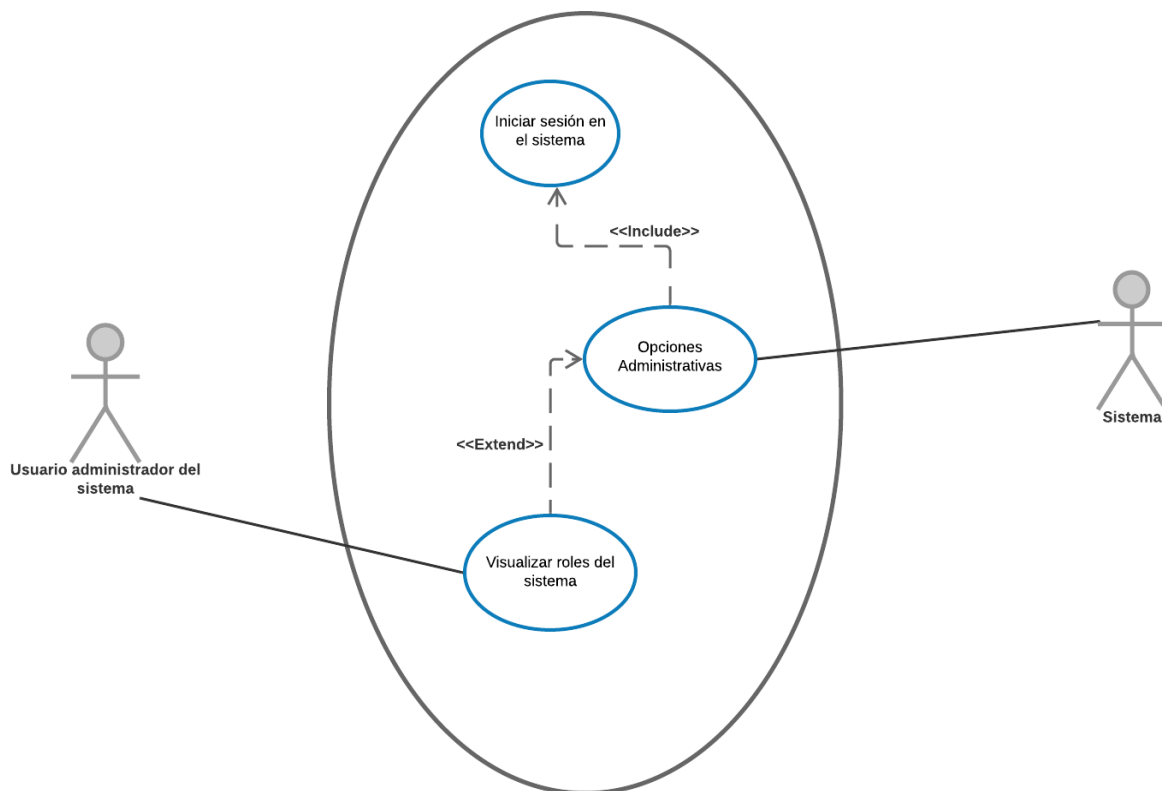 Iniciar sesión en
el sistema
<<Include>>
Opciones
Administrativas
Sistema
<<Extend>>
Usuario administrador del
sistema
Visualizar roles del
sistema